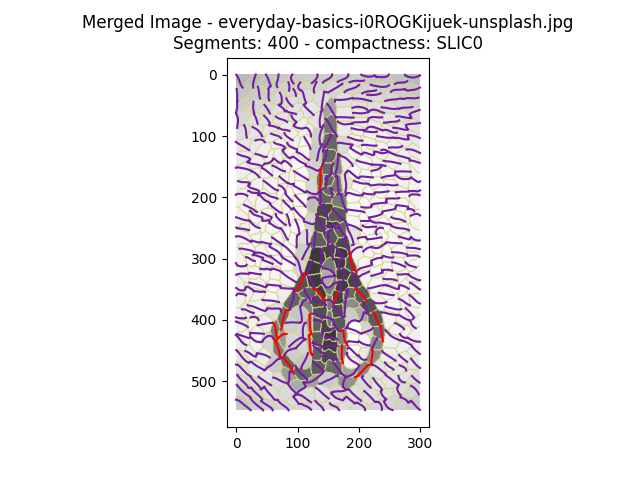 Merged Image - everyday-basics-i0ROGKijuek-unsplash.jpg
Segments: 400 - compactness: SLIC0
0
100
200
300
400
500
0 100 200 300